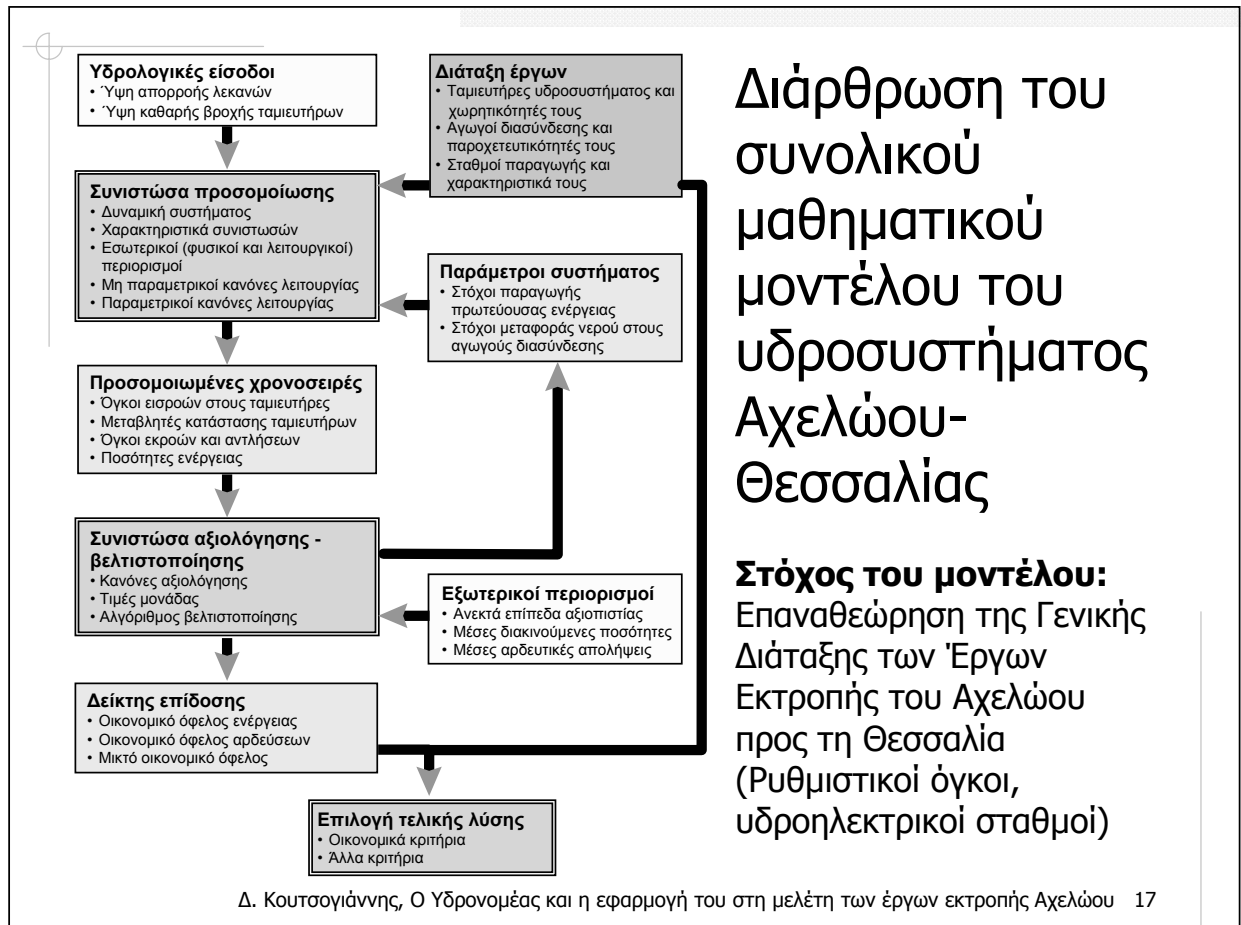 Υδρολογικές είσοδοι
• Ύψη απορροής λεκανών
• Ύψη καθαρής βροχής ταμιευτήρων
Διάταξη έργων
• Ταμιευτήρες υδροσυστήματος και
χωρητικότητές τους
• Αγωγοί διασύνδεσης και
παροχετευτικότητές τους
• Σταθμοί παραγωγής και
χαρακτηριστικά τους
Συνιστώσα προσομοίωσης
• Δυναμική συστήματος
• Χαρακτηριστικά συνιστωσών
• Εσωτερικοί (φυσικοί και λειτουργικοί)
περιορισμοί
• Μη παραμετρικοί κανόνες λειτουργίας
• Παραμετρικοί κανόνες λειτουργίας
Παράμετροι συστήματος
• Στόχοι παραγωγής
πρωτεύουσας ενέργειας
• Στόχοι μεταφοράς νερού στους
αγωγούς διασύνδεσης
Προσομοιωμένες χρονοσειρές
• Όγκοι εισροών στους ταμιευτήρες
• Μεταβλητές κατάστασης ταμιευτήρων
• Όγκοι εκροών και αντλήσεων
• Ποσότητες ενέργειας
Συνιστώσα αξιολόγησης -
βελτιστοποίησης
• Κανόνες αξιολόγησης
• Τιμές μονάδας
• Αλγόριθμος βελτιστοποίησης
Εξωτερικοί περιορισμοί
• Ανεκτά επίπεδα αξιοπιστίας
• Μέσες διακινούμενες ποσότητες
• Μέσες αρδευτικές απολήψεις
Δείκτης επίδοσης
• Οικονομικό όφελος ενέργειας
• Οικονομικό όφελος αρδεύσεων
• Μικτό οικονομικό όφελος
Επιλογή τελικής λύσης
• Οικονομικά κριτήρια
• Άλλα κριτήρια
Διάρθρωση του
συνολικού
μαθηματικού
μοντέλου του
υδροσυστήματος
Αχελώου-
Θεσσαλίας
Στόχος του μοντέλου:
Επαναθεώρηση της Γενικής
Διάταξης των Έργων
Εκτροπής του Αχελώου
προς τη Θεσσαλία
(Ρυθμιστικοί όγκοι,
υδροηλεκτρικοί σταθμοί)
Δ. Κουτσογιάννης, Ο Υδρονομέας και η εφαρμογή του στη μελέτη των έργων εκτροπής Αχελώου 17